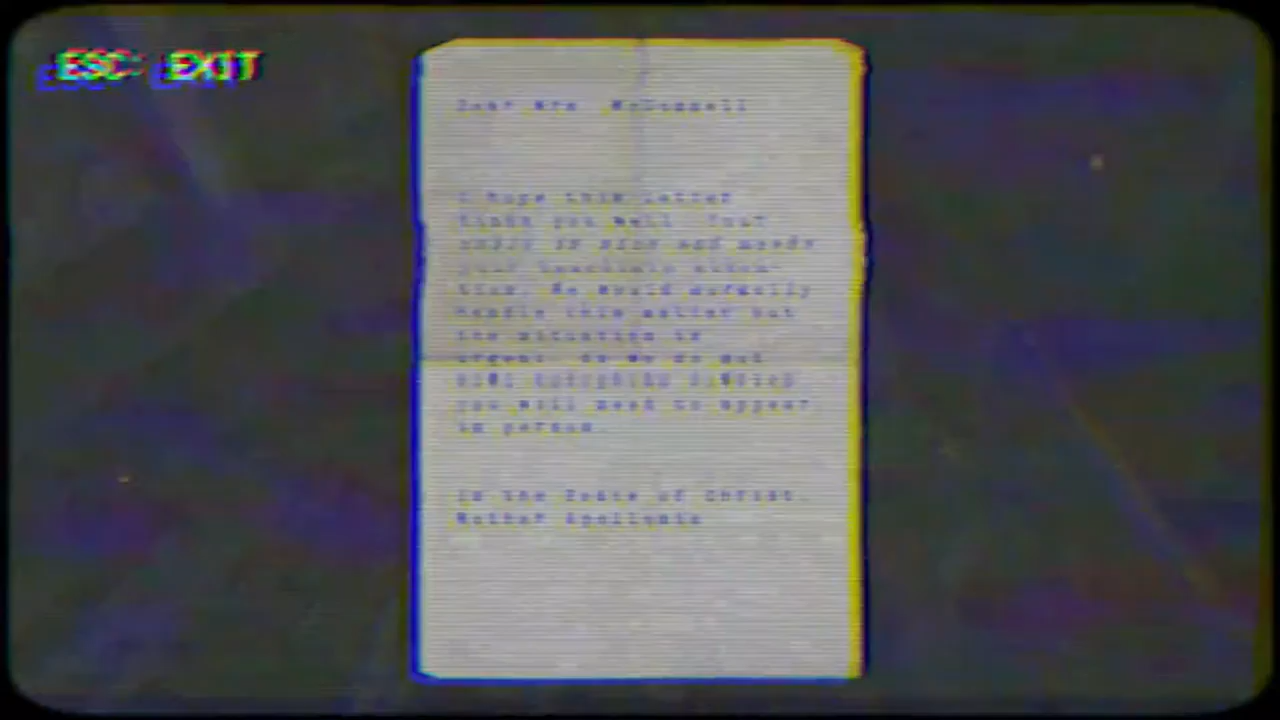 ESC: EXIT
Dear Mrs. McDonnell
I hope this letter
finds you well. Your
is sick and needs
your immediate atten-
tion. We would normally
handle this matter but
the situation is
urgent. As we do not
you will need to appear
in person.
In the Peace of Christ,
Mother Apollonia